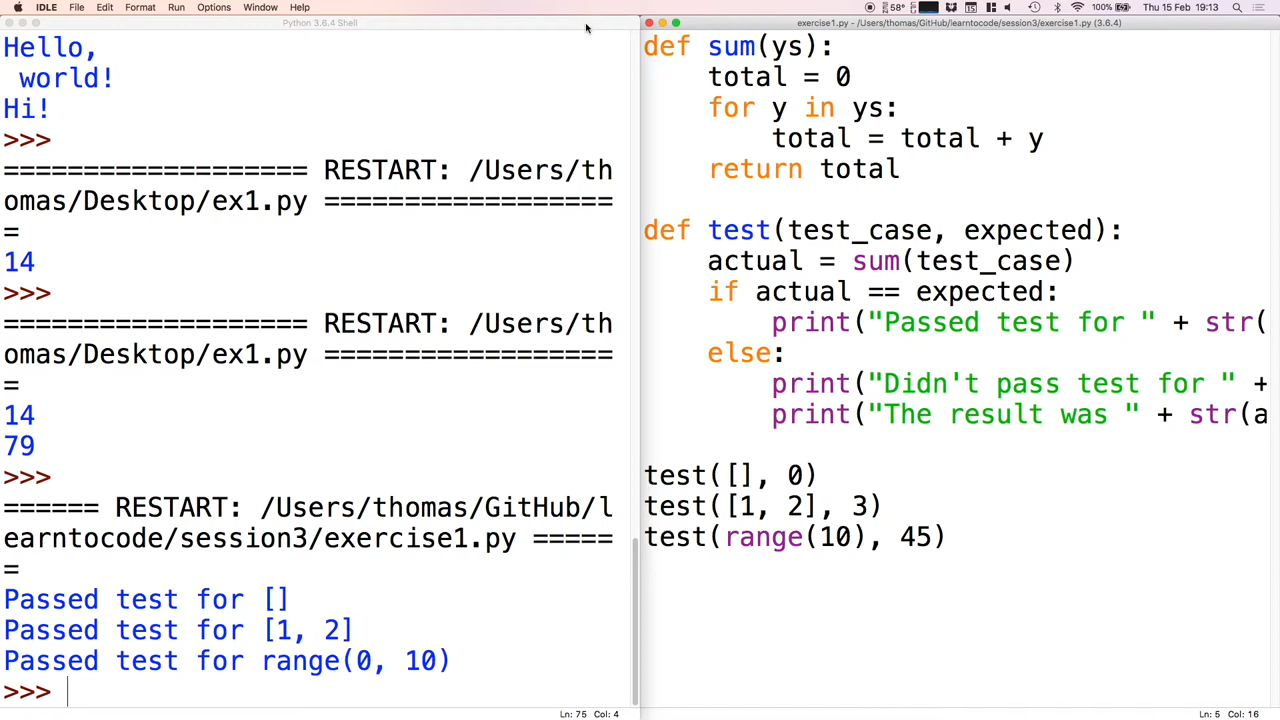 IDLE File Edit Format Run Options Window Help
58° 100% Thu 15 Feb 19:13
Python 3.6.4 Shell
Hello,
 world!
Hi!
>>>
=================== RESTART: /Users/th
omas/Desktop/ex1.py ==================
=
14
>>>
=================== RESTART: /Users/th
omas/Desktop/ex1.py ==================
=
14
79
>>>
====== RESTART: /Users/thomas/GitHub/l
earntocode/session3/exercise1.py =====
=
Passed test for []
Passed test for [1, 2]
Passed test for range(0, 10)
>>>
Ln: 75 Col: 4
exercise1.py - /Users/thomas/GitHub/learntocode/session3/exercise1.py (3.6.4)
def sum(ys):
    total = 0
    for y in ys:
        total = total + y
    return total

def test(test_case, expected):
    actual = sum(test_case)
    if actual == expected:
        print("Passed test for " + str(
    else:
        print("Didn't pass test for " +
        print("The result was " + str(a

test([], 0)
test([1, 2], 3)
test(range(10), 45)
Ln: 5 Col: 16